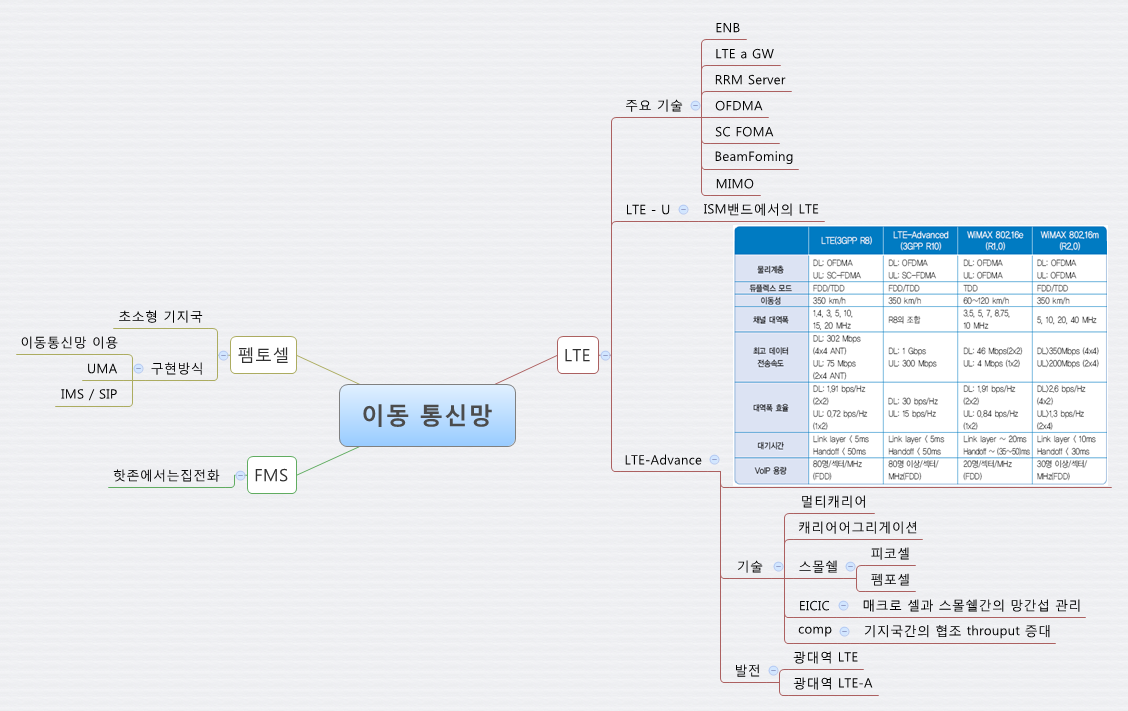 이동 통신망
LTE
주요 기술
ENB
LTE a GW
RRM Server
OFDMA
SC FOMA
BeamFoming
MIMO
LTE - U
ISM밴드에서의 LTE
LTE-Advance
LTE(3GPP R8)
LTE-Advanced
(3GPP R10)
WiMAX 802.16e
(R1.0)
WiMAX 802.16m
(R2.0)
물리계층
DL: OFDMA
UL: SC-FDMA
DL: OFDMA
UL: SC-FDMA
DL: OFDMA
UL: OFDMA
DL: OFDMA
UL: OFDMA
듀플렉스 모드
FDD/TDD
FDD/TDD
TDD
FDD/TDD
이동성
350 km/h
350 km/h
60~120 km/h
350 km/h
채널 대역폭
1.4, 3, 5, 10,
15, 20 MHz
R8의 조합
3.5, 5, 7, 8.75,
10 MHz
5, 10, 20, 40 MHz
최고 데이터
전송속도
DL: 302 Mbps
(4x4 ANT)
UL: 75 Mbps
(2x4 ANT)
DL: 1 Gbps
UL: 300 Mbps
DL: 46 Mbps(2x2)
UL: 4 Mbps (1x2)
DL)350Mbps (4x4)
UL)200Mbps (2x4)
대역폭 효율
DL: 1.91 bps/Hz
(2x2)
UL: 0.72 bps/Hz
(1x2)
DL: 30 bps/Hz
UL: 15 bps/Hz
DL: 1.91 bps/Hz
(2x2)
UL: 0.84 bps/Hz
(1x2)
DL)2.6 bps/Hz
(4x2)
UL)1.3 bps/Hz
(2x4)
대기시간
Link layer < 5ms
Handoff < 50ms
Link layer < 5ms
Handoff < 50ms
Link layer ~ 20ms
Handoff ~ (35~50)ms
Link layer < 10ms
Handoff < 30ms
VoIP 용량
80명/섹터/MHz
(FDD)
80명 이상/섹터/
MHz(FDD)
20명/섹터/MHz
(FDD)
30명 이상/섹터/
MHz(FDD)
기술
멀티캐리어
캐리어어그리게이션
스몰쉘
피코셀
펨포셀
EICIC
매크로 셀과 스몰쉘간의 망간섭 관리
comp
기지국간의 협조 throuput 증대
발전
광대역 LTE
광대역 LTE-A
펨토셀
초소형 기지국
구현방식
이동통신망 이용
UMA
IMS / SIP
FMS
핫존에서는집전화